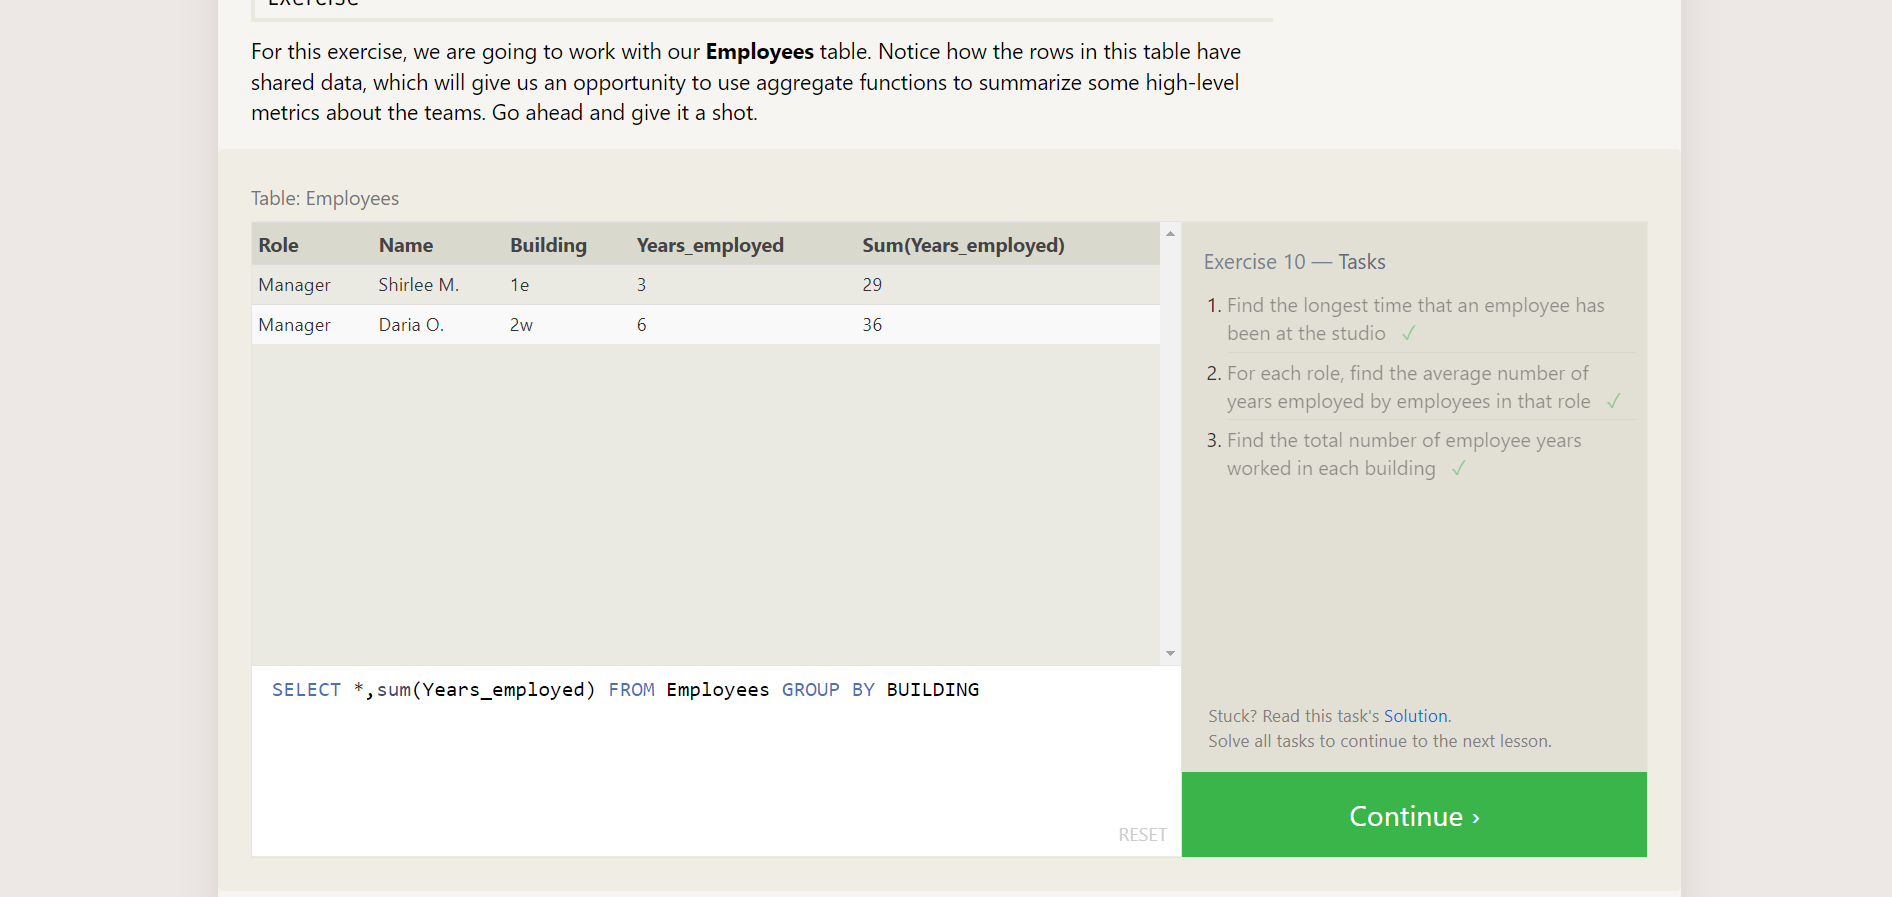 Exercise
For this exercise, we are going to work with our Employees table. Notice how the rows in this table have
shared data, which will give us an opportunity to use aggregate functions to summarize some high-level
metrics about the teams. Go ahead and give it a shot.
Table: Employees
Role Name Building Years_employed Sum(Years_employed)
Manager Shirlee M. 1e 3 29
Manager Daria O. 2w 6 36
SELECT *,sum(Years_employed) FROM Employees GROUP BY BUILDING
RESET
Exercise 10 — Tasks
1. Find the longest time that an employee has
been at the studio ✓
2. For each role, find the average number of
years employed by employees in that role ✓
3. Find the total number of employee years
worked in each building ✓
Stuck? Read this task's Solution.
Solve all tasks to continue to the next lesson.
Continue ›